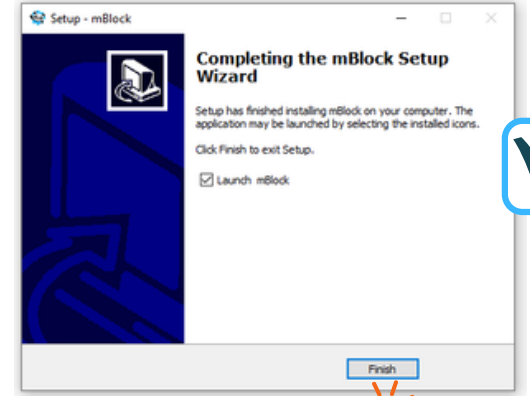 Setup - mBlock
Completing the mBlock Setup
Wizard
Setup has finished installing mBlock on your computer. The
application may be launched by selecting the installed icons.
Click Finish to exit Setup.
Launch mBlock
Finish